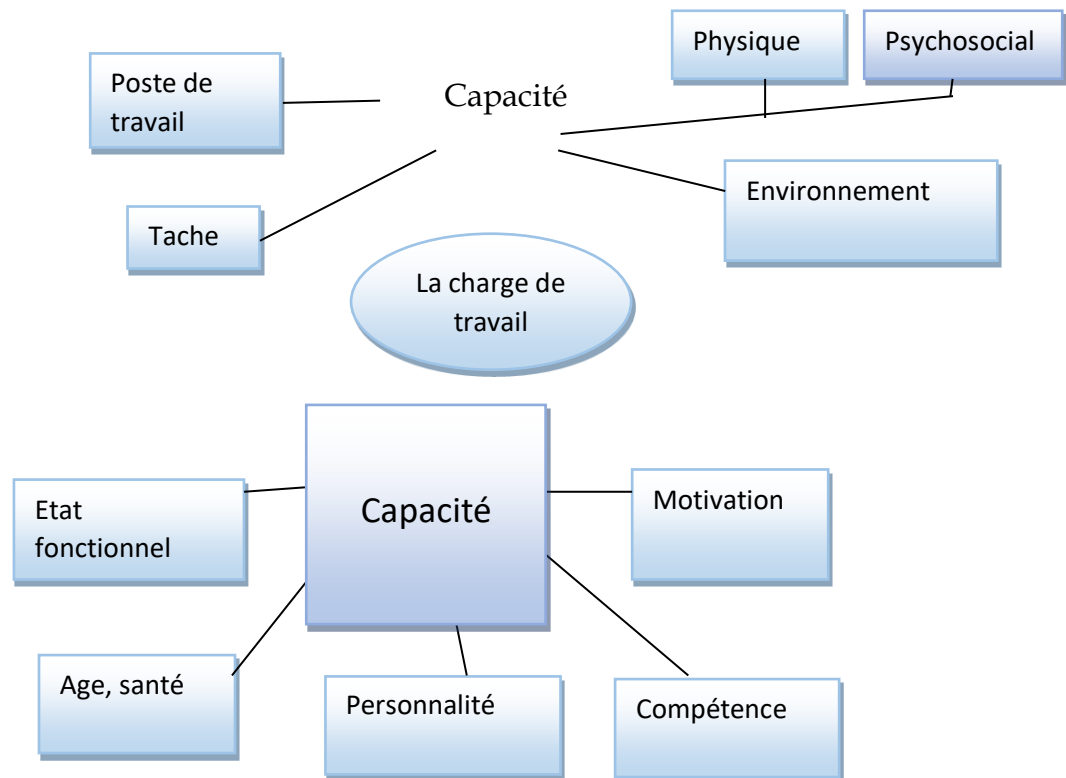 Physique
Psychosocial
Poste de
travail
Capacité
Environnement
Tache
La charge de
travail
Capacité
Motivation
Etat
fonctionnel
Age, santé
Personnalité
Compétence